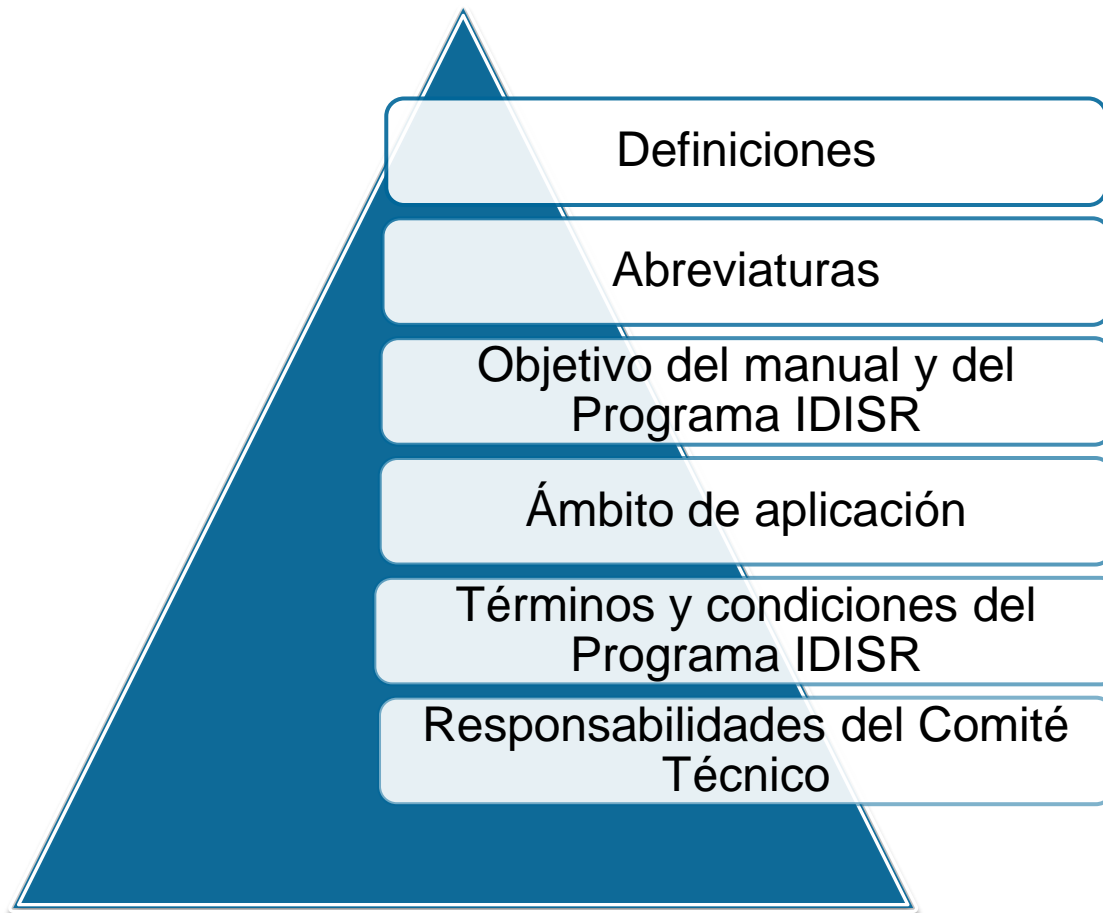 Definiciones
Abreviaturas
Objetivo del manual y del
Programa IDISR
Ámbito de aplicación
Términos y condiciones del
Programa IDISR
Responsabilidades del Comité
Técnico